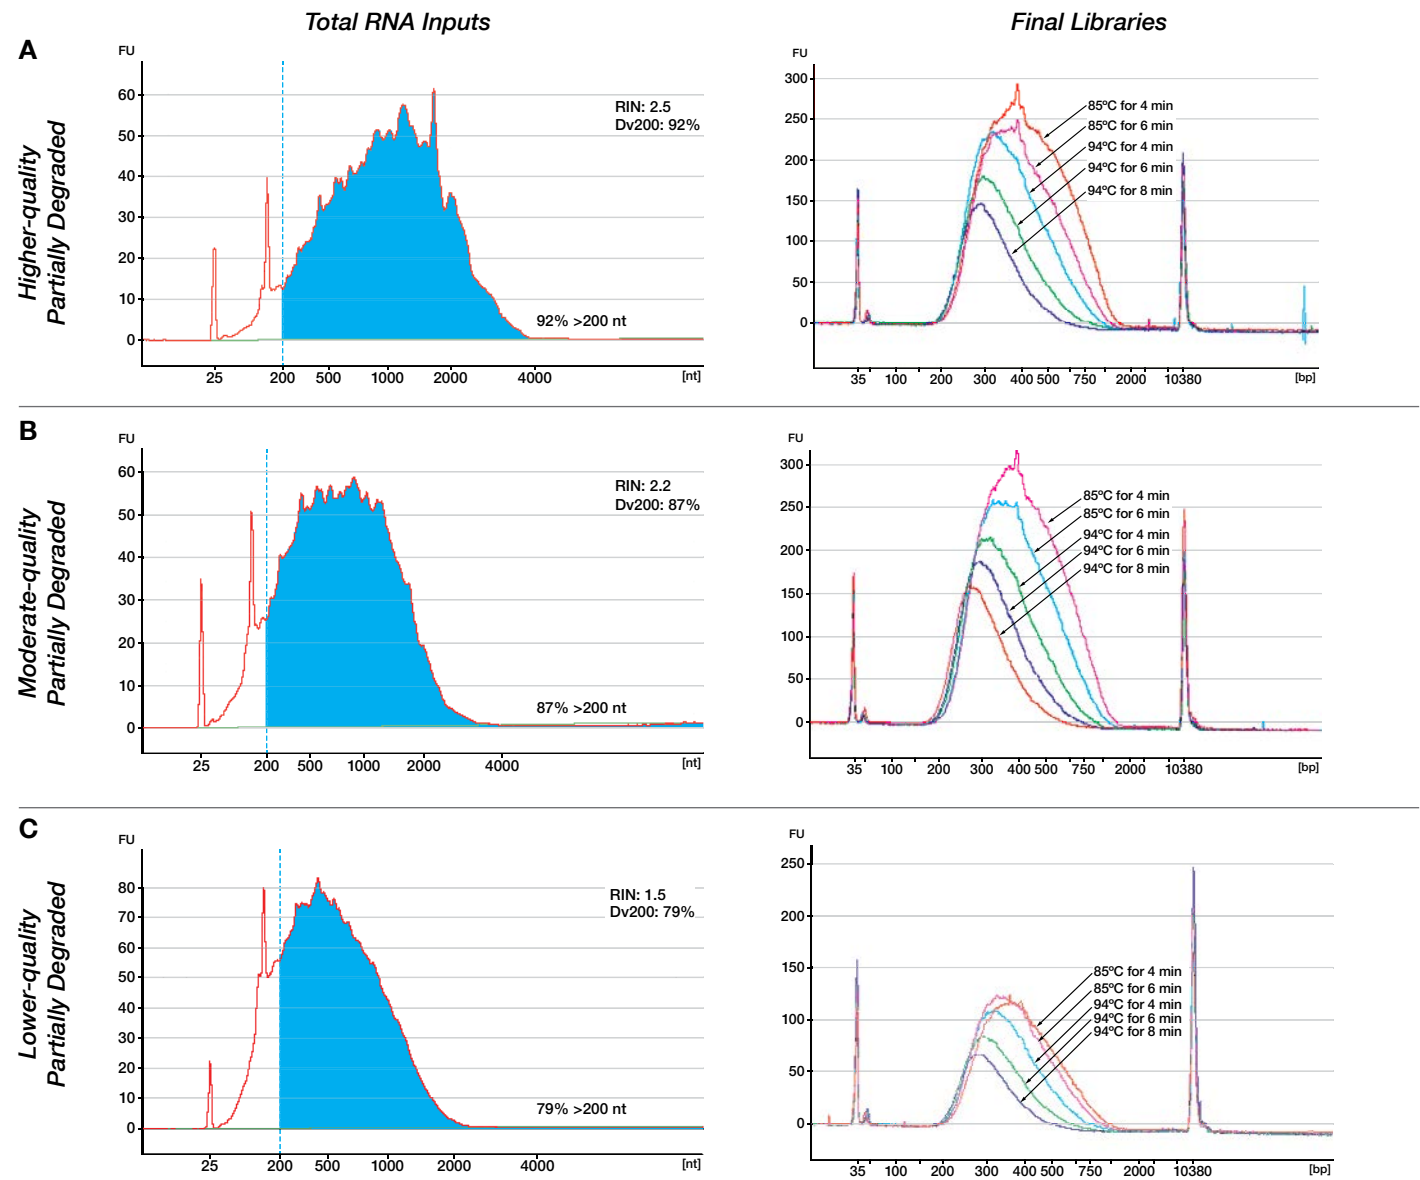 Total RNA Inputs
Final Libraries
A
Higher-quality
Partially Degraded
FU
60
50
40
30
20
10
0
RIN: 2.5
Dv200: 92%
92% >200 nt
25 200 500 1000 2000 4000 [nt]
FU
300
250
200
150
100
50
0
85ºC for 4 min
85ºC for 6 min
94ºC for 4 min
94ºC for 6 min
94ºC for 8 min
35 100 200 300 400 500 750 2000 10380 [bp]
B
Moderate-quality
Partially Degraded
FU
60
50
40
30
20
10
0
RIN: 2.2
Dv200: 87%
87% >200 nt
25 200 500 1000 2000 4000 [nt]
FU
300
250
200
150
100
50
0
85ºC for 4 min
85ºC for 6 min
94ºC for 4 min
94ºC for 6 min
94ºC for 8 min
35 100 200 300 400 500 750 2000 10380 [bp]
C
Lower-quality
Partially Degraded
FU
80
70
60
50
40
30
20
10
0
RIN: 1.5
Dv200: 79%
79% >200 nt
25 200 500 1000 2000 4000 [nt]
FU
250
200
150
100
50
0
85ºC for 4 min
85ºC for 6 min
94ºC for 4 min
94ºC for 6 min
94ºC for 8 min
35 100 200 300 400 500 750 2000 10380 [bp]